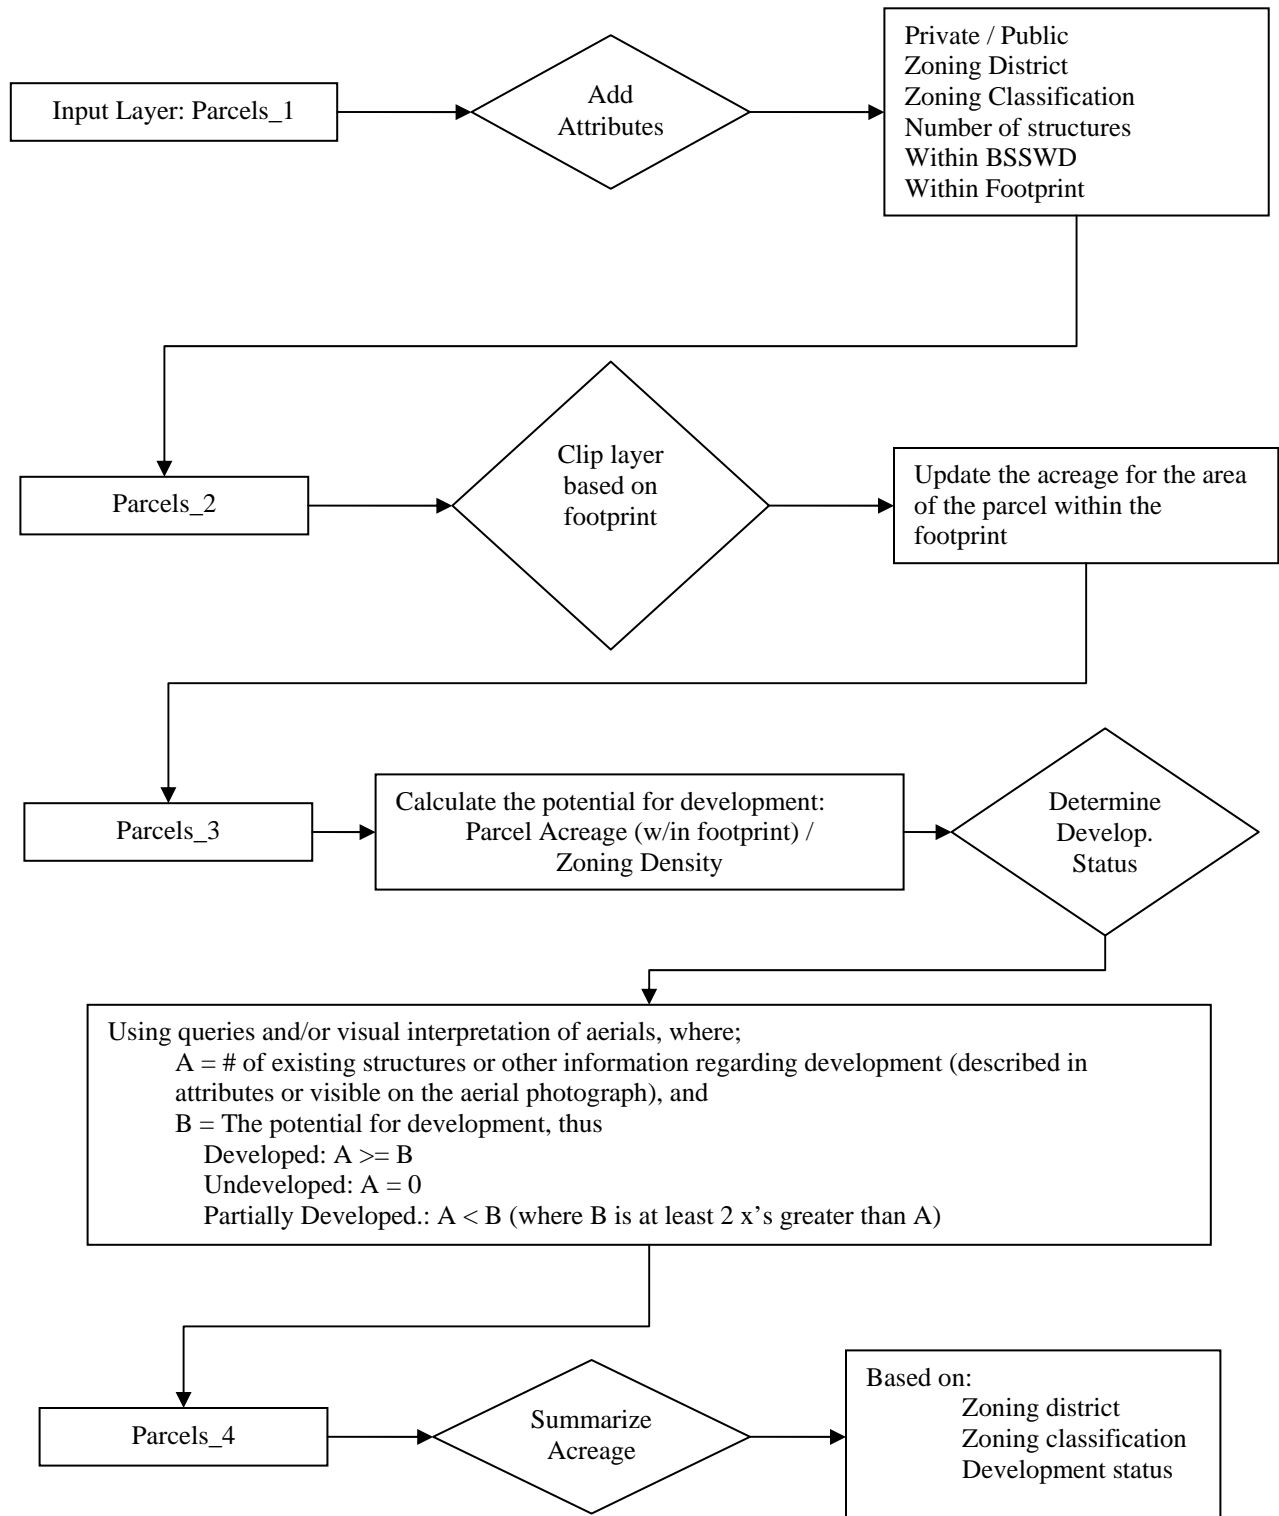 Input Layer: Parcels_1
Add
Attributes
Private / Public
Zoning District
Zoning Classification
Number of structures
Within BSSWD
Within Footprint
Parcels_2
Clip layer
based on
footprint
Update the acreage for the area
of the parcel within the
footprint
Parcels_3
Calculate the potential for development:
Parcel Acreage (w/in footprint) /
Zoning Density
Determine
Develop.
Status
Using queries and/or visual interpretation of aerials, where;
A = # of existing structures or other information regarding development (described in
attributes or visible on the aerial photograph), and
B = The potential for development, thus
Developed: A >= B
Undeveloped: A = 0
Partially Developed.: A < B (where B is at least 2 x’s greater than A)
Parcels_4
Summarize
Acreage
Based on:
Zoning district
Zoning classification
Development status